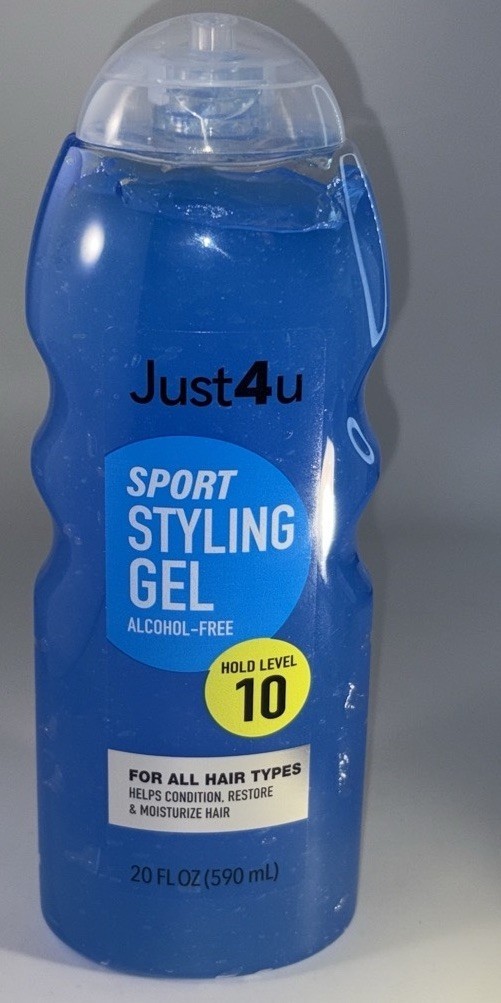 Just4u
SPORT
STYLING
GEL
ALCOHOL-FREE
HOLD LEVEL
10
FOR ALL HAIR TYPES
HELPS CONDITION, RESTORE
& MOISTURIZE HAIR
20 FL OZ (590 mL)